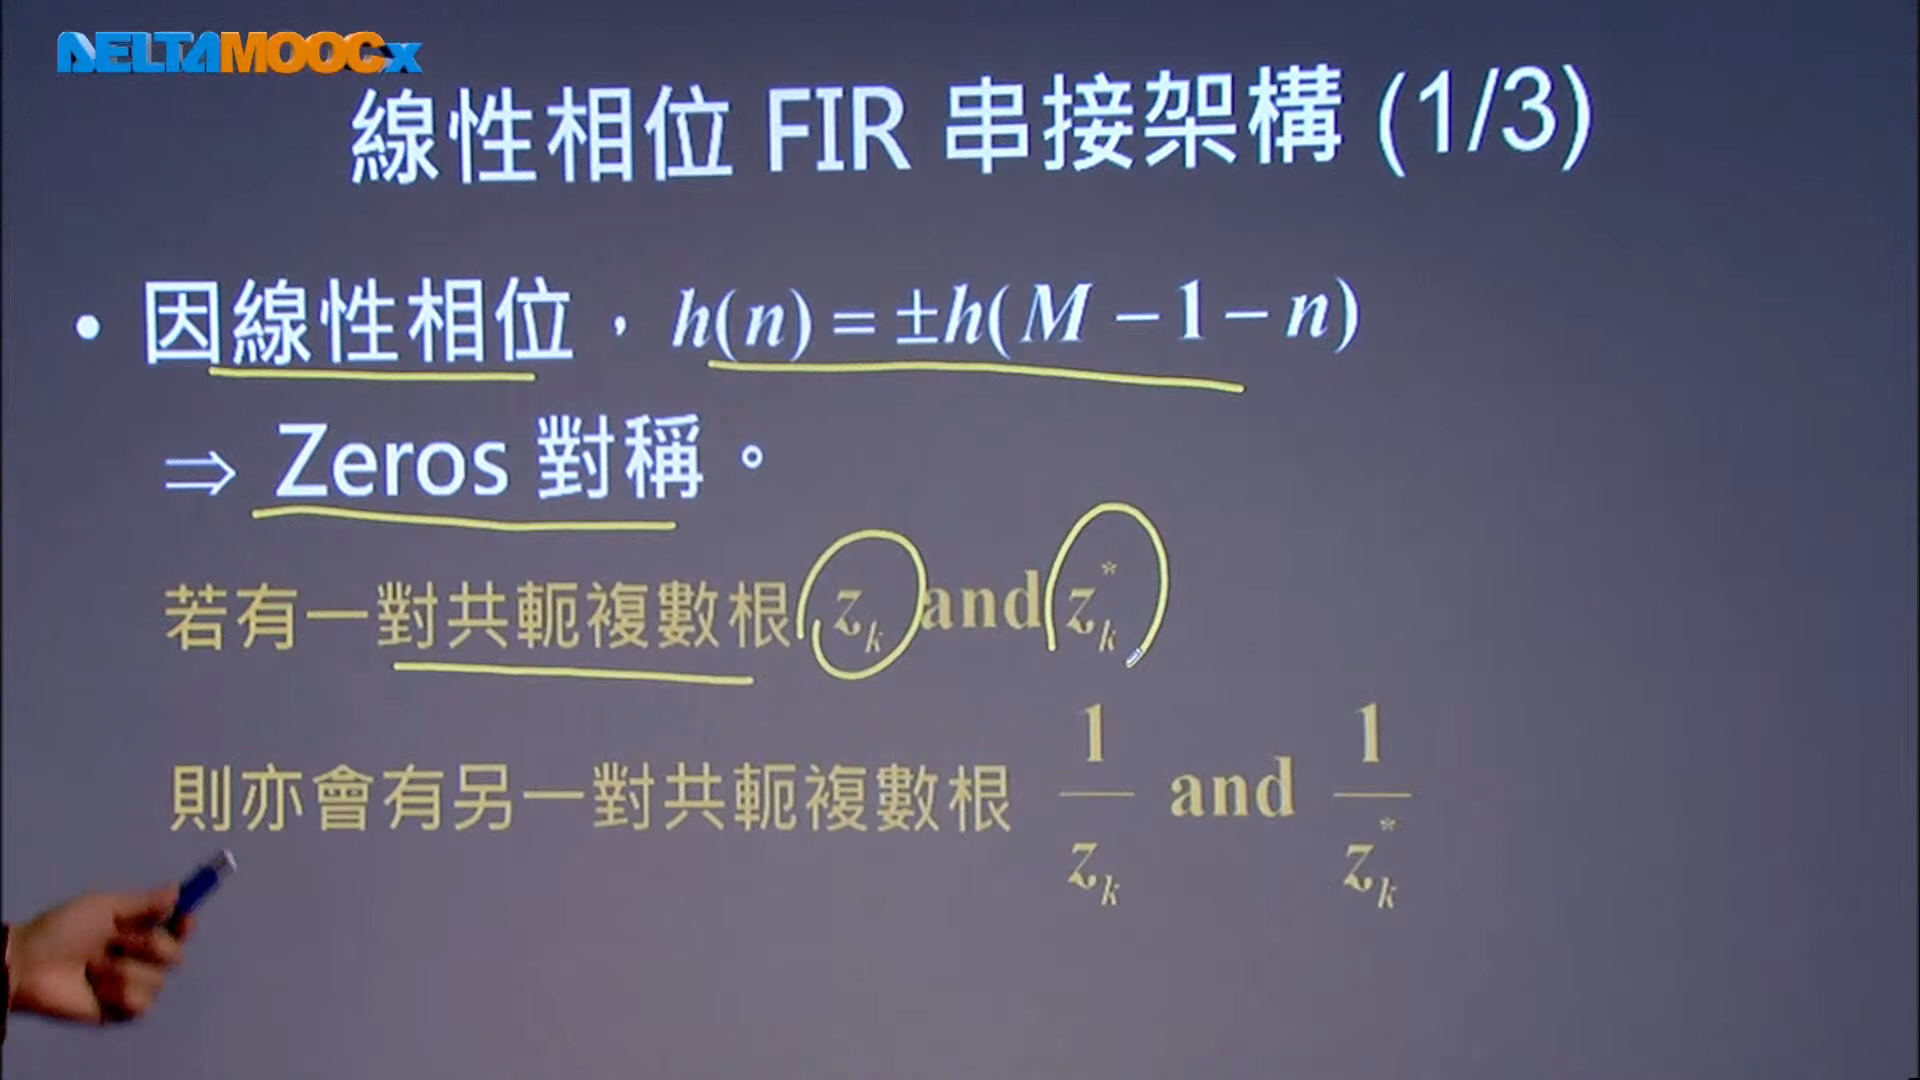 DELTAMOOCx
線性相位 FIR 串接架構 (1/3)
• 因線性相位，h(n) = ±h(M − 1 − n)
⇒ Zeros 對稱。
若有一對共軛複數根 z_k and z_k^*
則亦會有另一對共軛複數根 1/z_k and 1/z_k^*